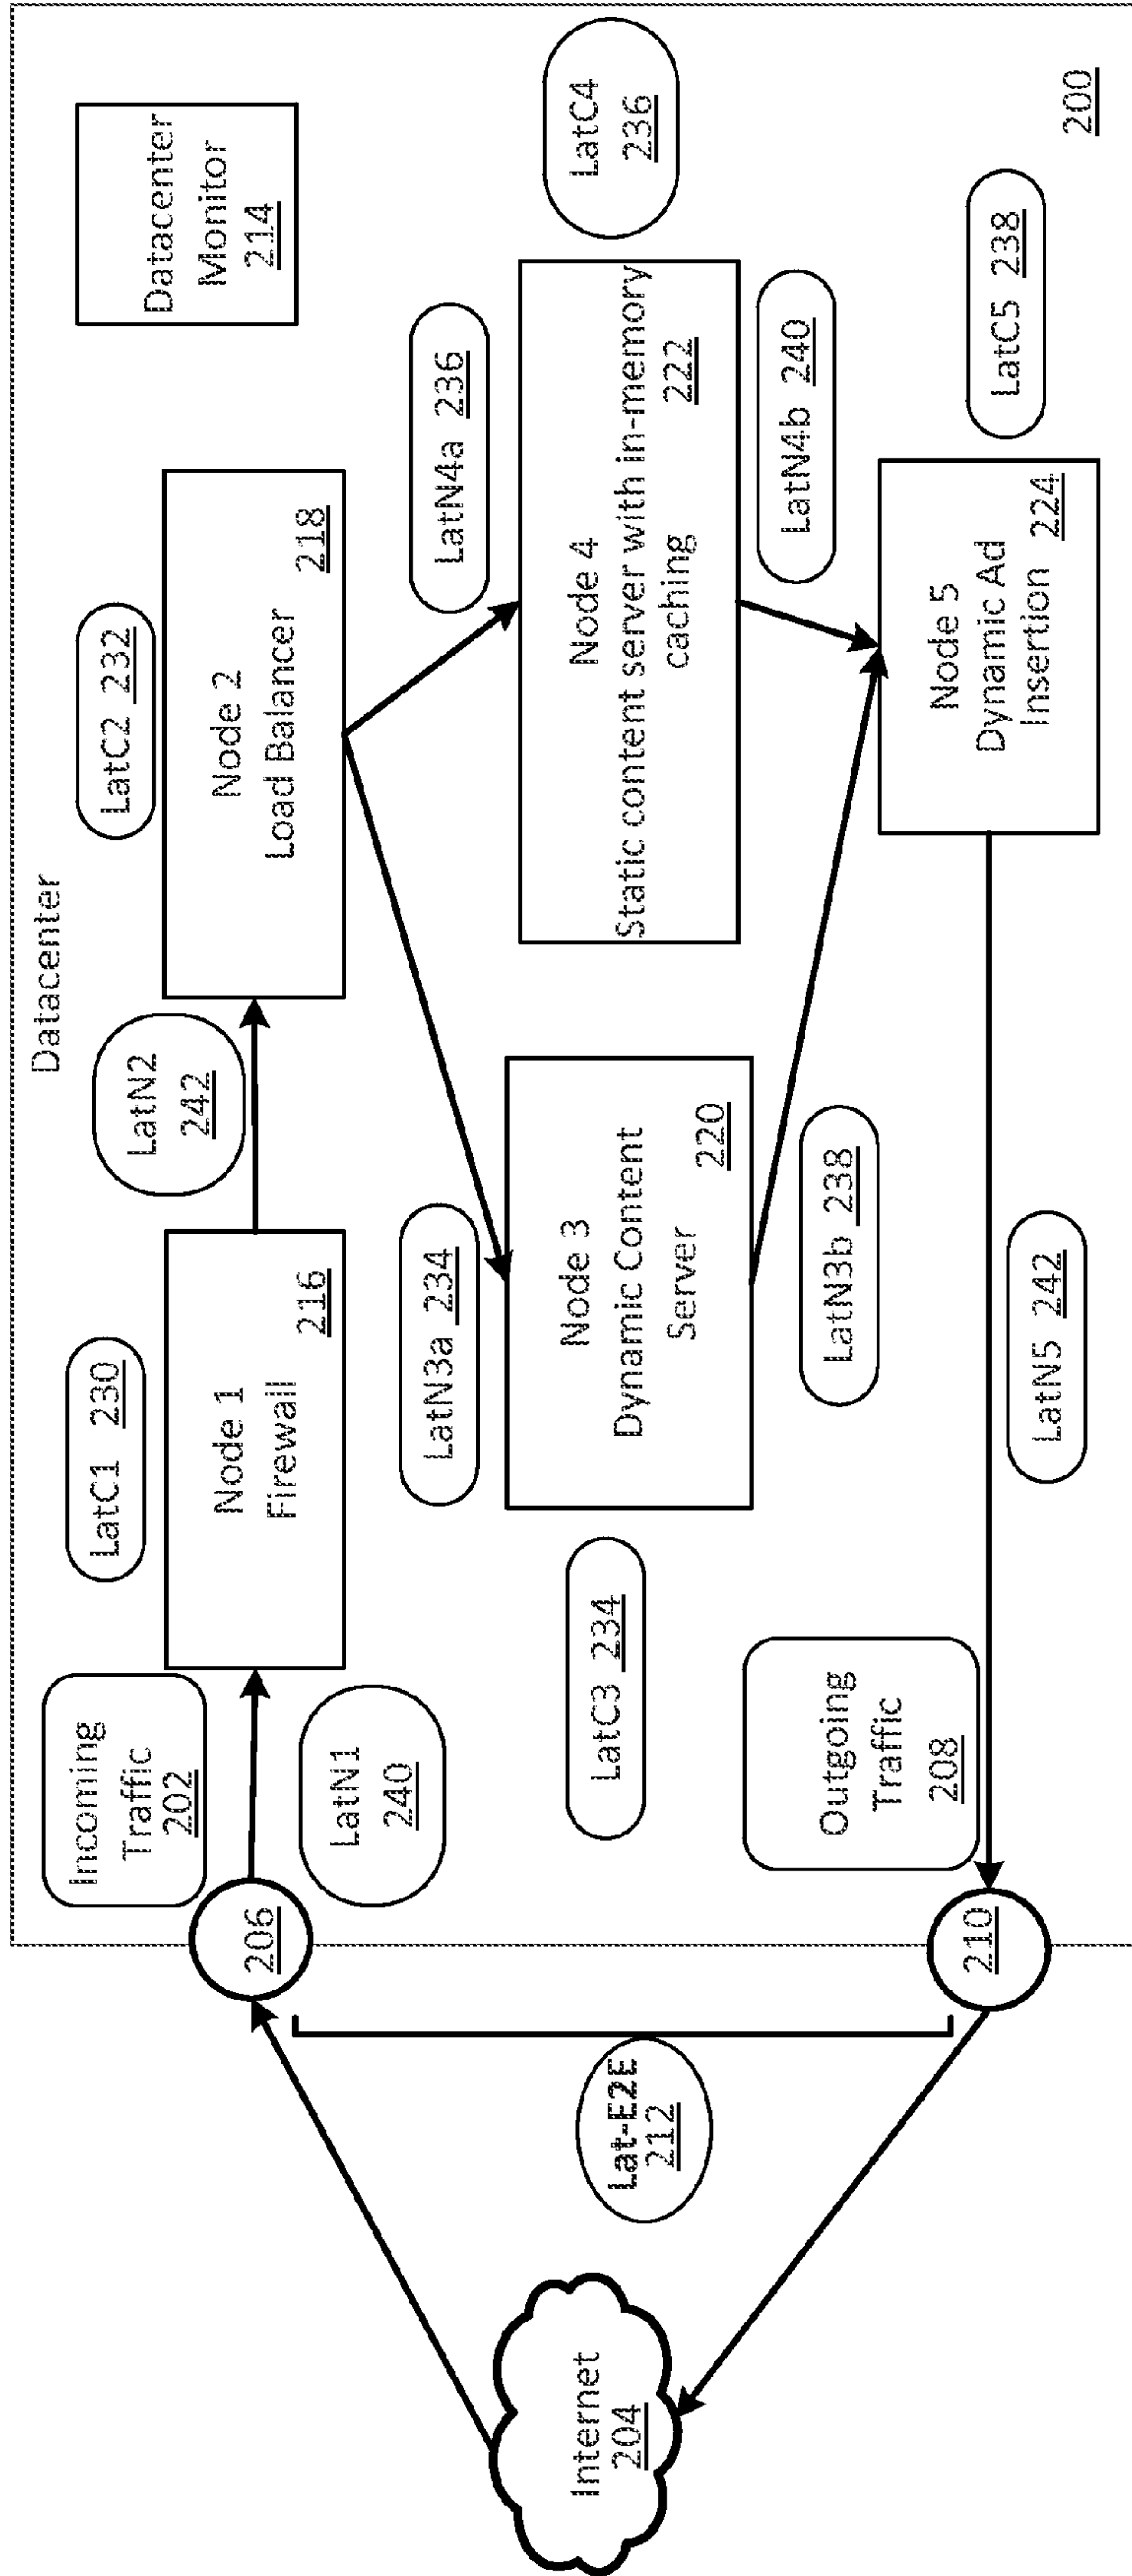 Datacenter
Incoming
Traffic
202
LatC1 230
LatN2
242
LatC2 232
Datacenter
Monitor
214
206
Node 1
Firewall
216
Node 2
Load Balancer
218
LatN1
240
LatN3a 234
LatN4a 236
Internet
204
Lat-E2E
212
LatC3 234
Node 3
Dynamic Content
Server
220
Node 4
Static content server with in-memory
caching
222
LatC4
236
Outgoing
Traffic
208
LatN3b 238
LatN4b 240
210
LatN5 242
Node 5
Dynamic Ad
Insertion
224
LatC5 238
200